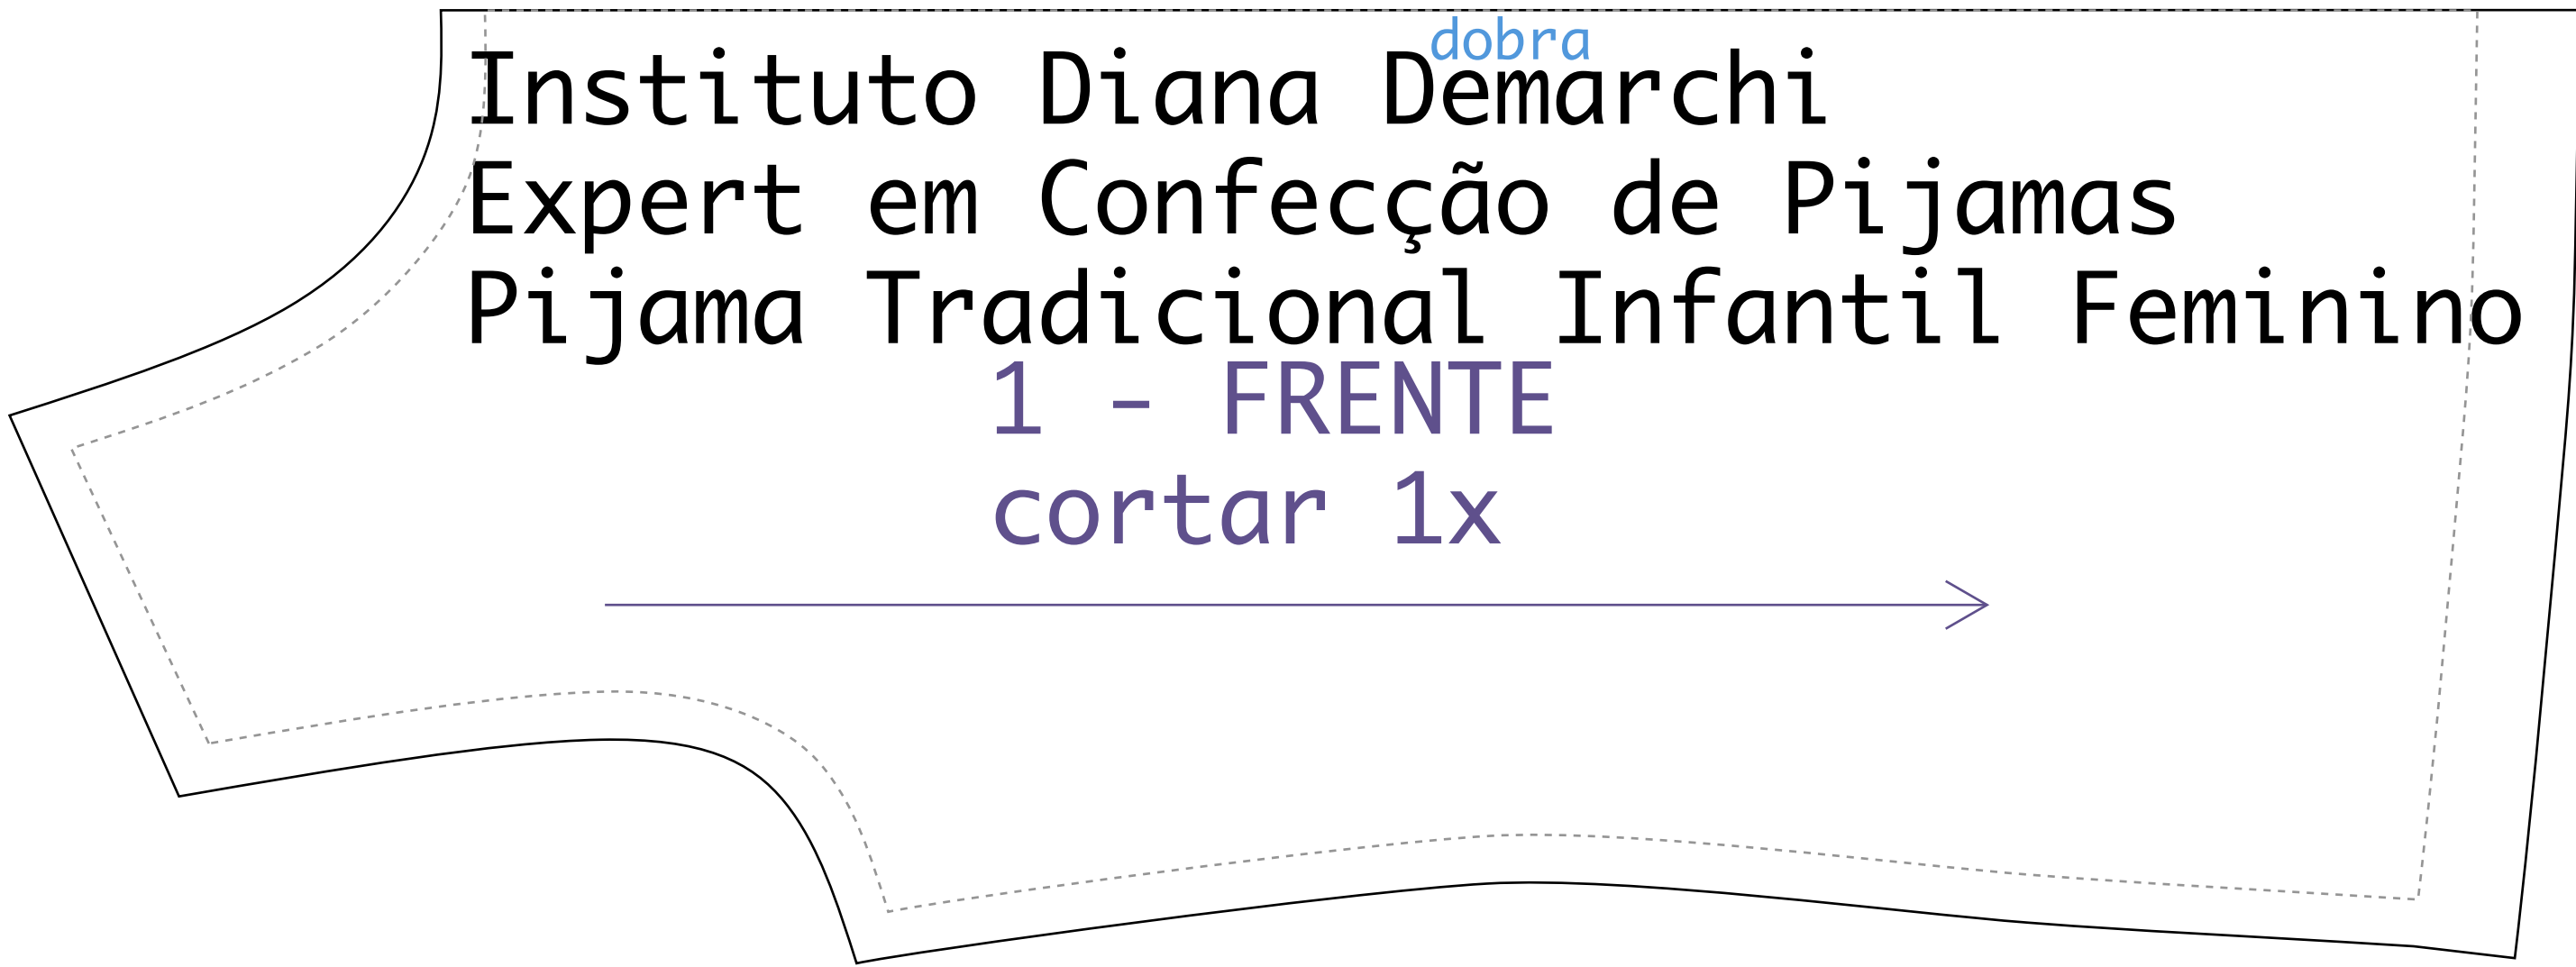 dobra
Instituto Diana Demarchi
Expert em Confecção de Pijamas
Pijama Tradicional Infantil Feminino
1 - FRENTE
cortar 1x